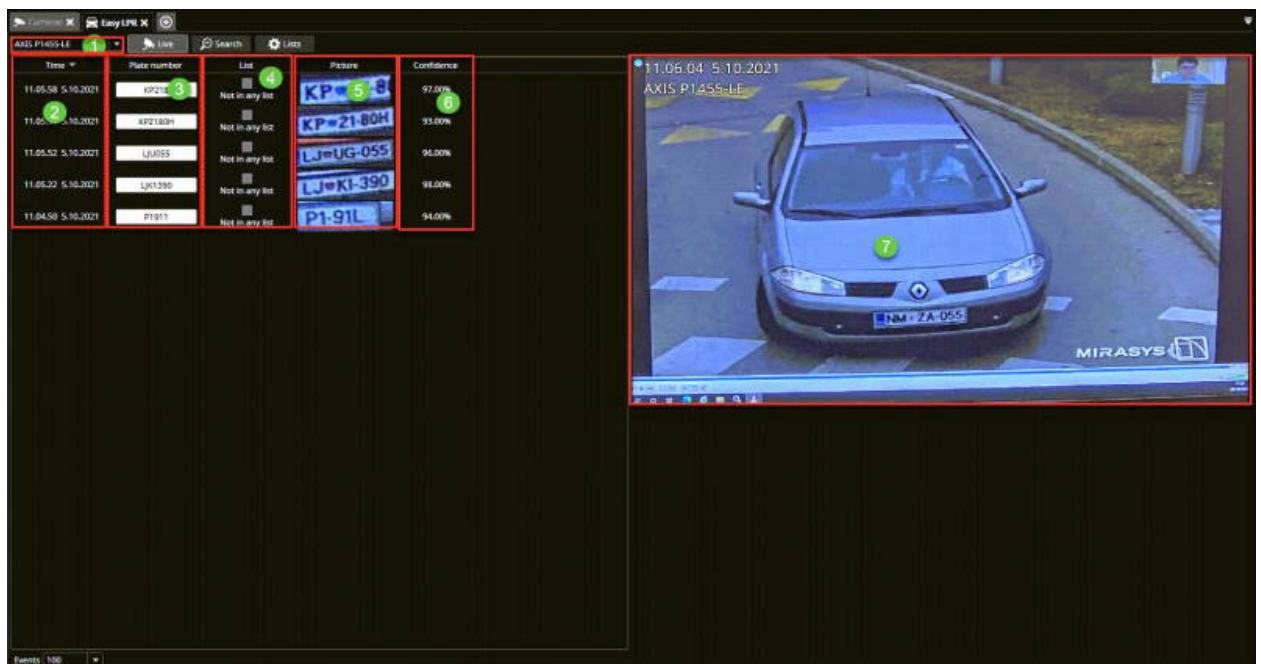 Cameras Easy LPR
AXIS P1455-LE 1 Live Search Lists
Time Plate number List Picture Confidence
11.05.58 5.10.2021 3 4 Not in any list 5 97.00%
2 5.10.2021 KP2180H Not in any list KP 21-80H 6 93.00%
11.05.52 5.10.2021 LJU055 Not in any list LJ UG-055 96.00%
11.05.22 5.10.2021 LJK1390 Not in any list LJ KI-390 98.00%
11.04.50 5.10.2021 P1911 Not in any list P1-91L 94.00%
11.06.04 5.10.2021
AXIS P1455-LE
7
NM ZA-055
MIRASYS
Events 100